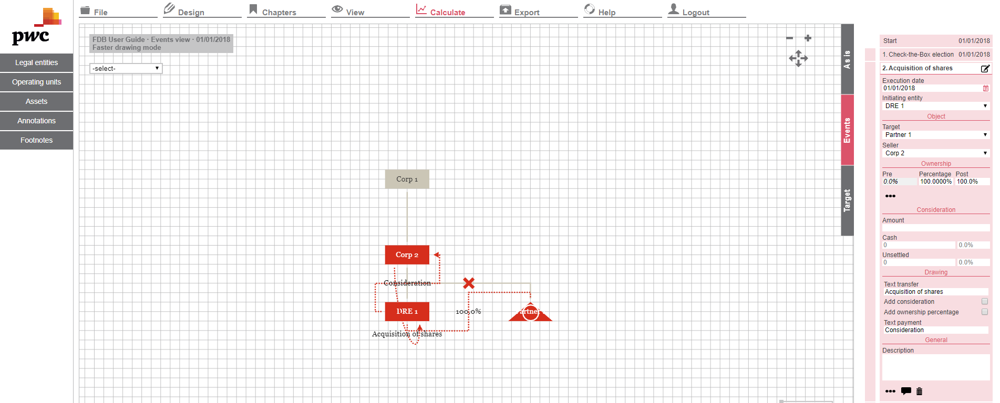 pwc
File
Design
Chapters
View
Calculate
Export
Help
Logout
Legal entities
Operating units
Assets
Annotations
Footnotes
FDB User Guide · Events view · 01/01/2018
Faster drawing mode
-select-
Corp 1
Corp 2
Consideration
DRE 1
100.0%
Partner
Acquisition of shares
As is
Events
Target
Start 01/01/2018
1. Check-the-Box election 01/01/2018
2. Acquisition of shares
Execution date
01/01/2018
Initiating entity
DRE 1
Object
Target
Partner 1
Seller
Corp 2
Ownership
Pre Percentage Post
0.0% 100.0000% 100.0%
Consideration
Amount
Cash
0 0.0%
Unsettled
0 0.0%
Drawing
Text transfer
Acquisition of shares
Add consideration
Add ownership percentage
Text payment
Consideration
General
Description